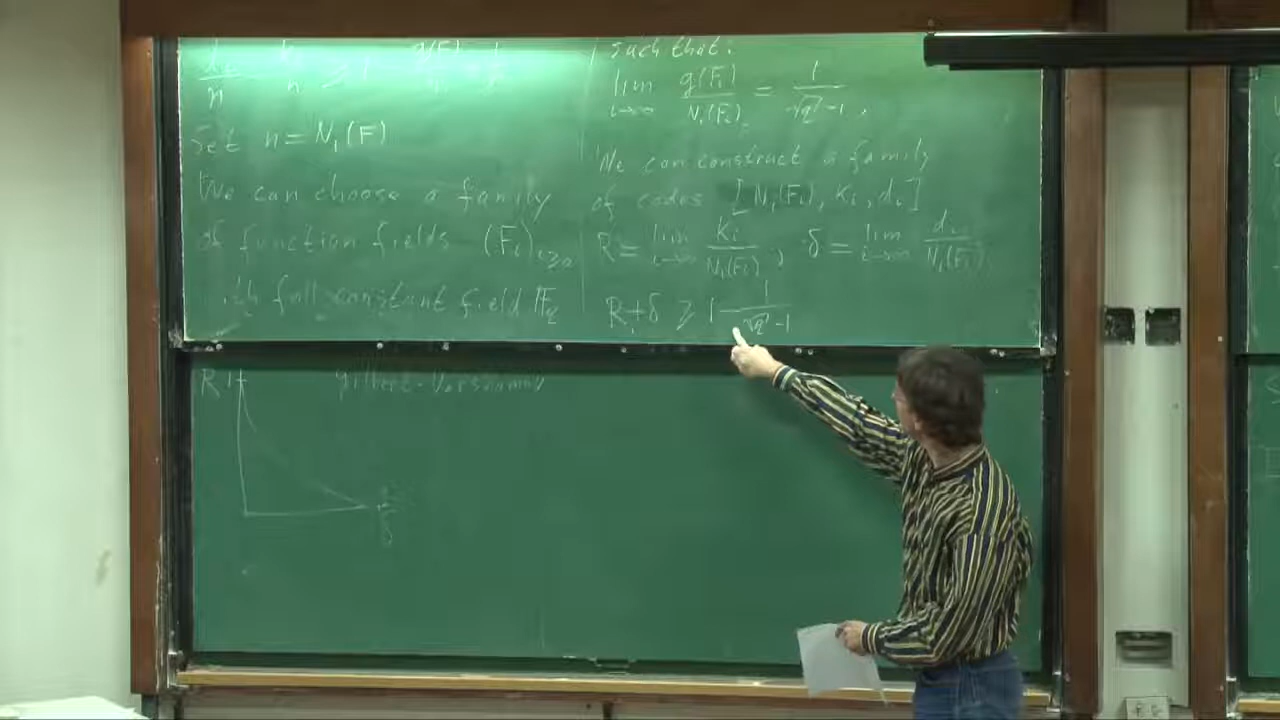 n
Set n = N₁(F)
We can choose a family
of function fields (Fᵢ)ᵢ≥₀
full constant field F_q
such that:
lim i→∞ g(Fᵢ)/N₁(Fᵢ) = 1/(√q - 1),
We can construct a family
of codes [N₁(Fᵢ), Kᵢ, dᵢ]
R = lim i→∞ Kᵢ/N₁(Fᵢ), δ = lim i→∞ dᵢ/N₁(Fᵢ)
R + δ ≥ 1 - 1/(√q - 1)
R 1
Gilbert-Varshamov
δ